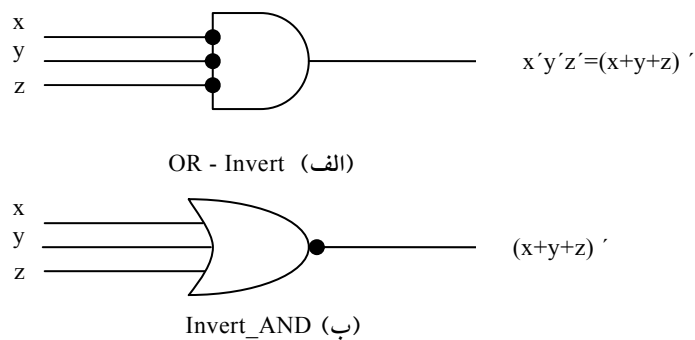 x
y
z
x´y´z´=(x+y+z) ´
OR - Invert (الف)
x
y
z
(x+y+z) ´
Invert_AND (ب)